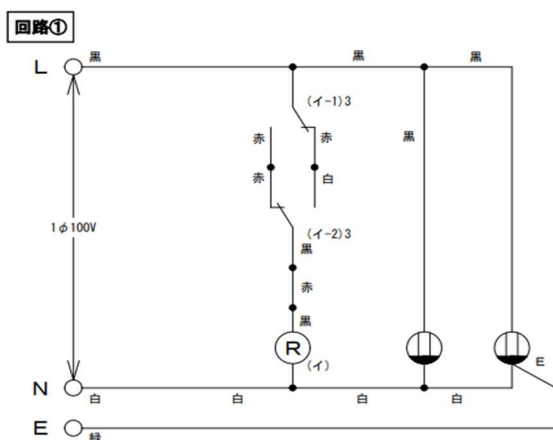 回路①
L 黒 黒 黒
(イ-1)3
赤 赤 黒
赤 白
1φ100V
(イ-2)3
黒
赤
黒
R (イ) E
N 白 白 白 白
E 緑